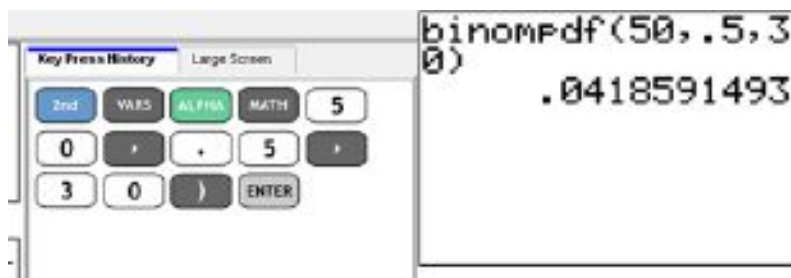 Key Press History
Large Screen
2nd VARS ALPHA MATH 5
0 , . 5 ,
3 0 ) ENTER
binompdf(50,.5,3
0)
.0418591493